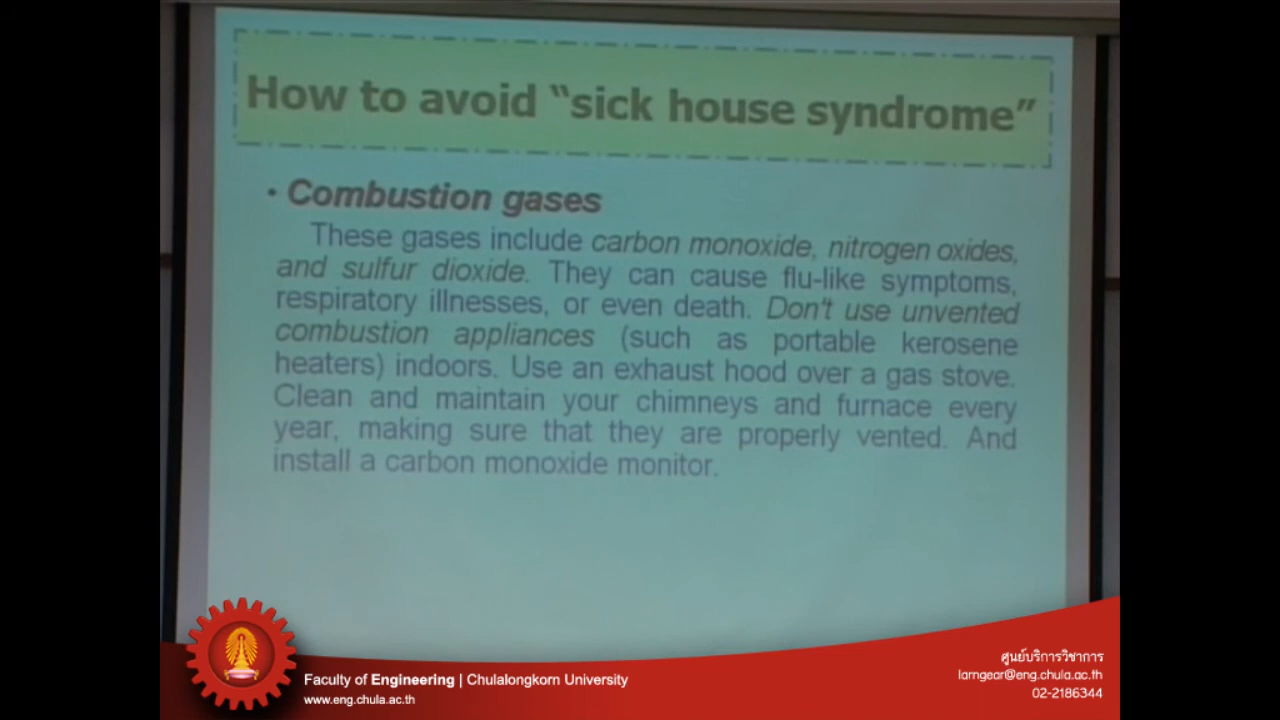 How to avoid “sick house syndrome”
• Combustion gases
These gases include carbon monoxide, nitrogen oxides,
and sulfur dioxide. They can cause flu-like symptoms,
respiratory illnesses, or even death. Don't use unvented
combustion appliances (such as portable kerosene
heaters) indoors. Use an exhaust hood over a gas stove.
Clean and maintain your chimneys and furnace every
year, making sure that they are properly vented. And
install a carbon monoxide monitor.
Faculty of Engineering | Chulalongkorn University
www.eng.chula.ac.th
ศูนย์บริการวิชาการ
larngear@eng.chula.ac.th
02-2186344